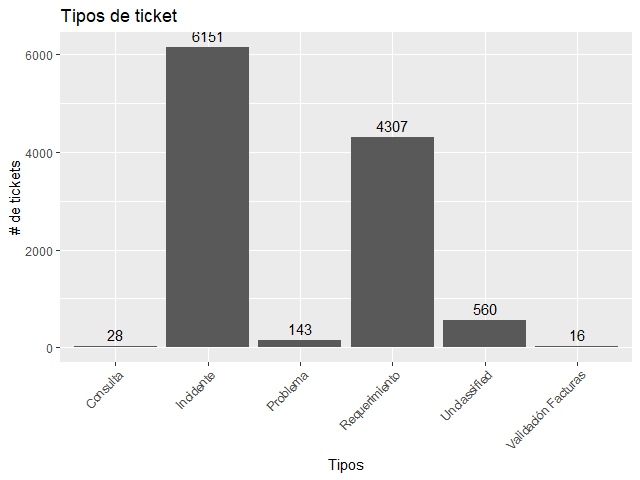 Tipos de ticket
# de tickets
6000
4000
2000
0
28
6151
143
4307
560
16
Consulta
Incidente
Problema
Requerimiento
Unclassified
Validación Facturas
Tipos